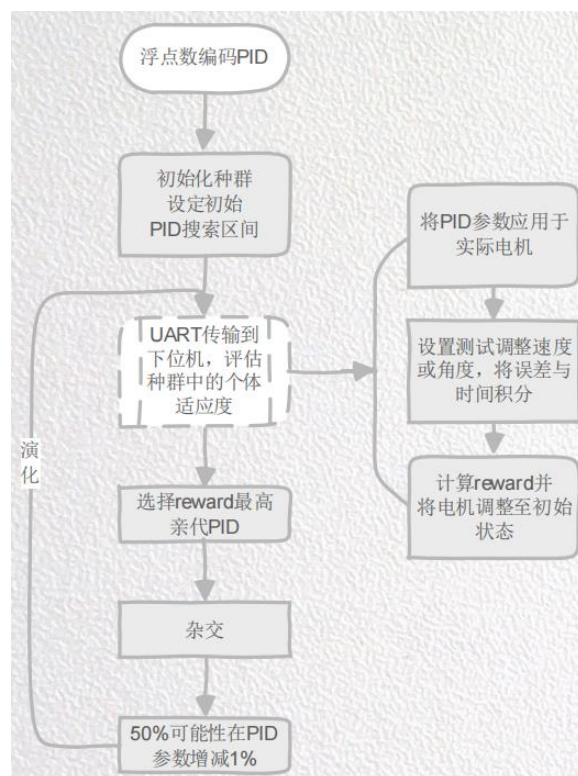 浮点数编码PID
初始化种群
设定初始
PID搜索区间
UART传输到
下位机，评估
种群中的个体
适应度
选择reward最高
亲代PID
杂交
50%可能性在PID
参数增减1%
演
化
将PID参数应用于
实际电机
设置测试调整速度
或角度，将误差与
时间积分
计算reward并
将电机调整至初始
状态